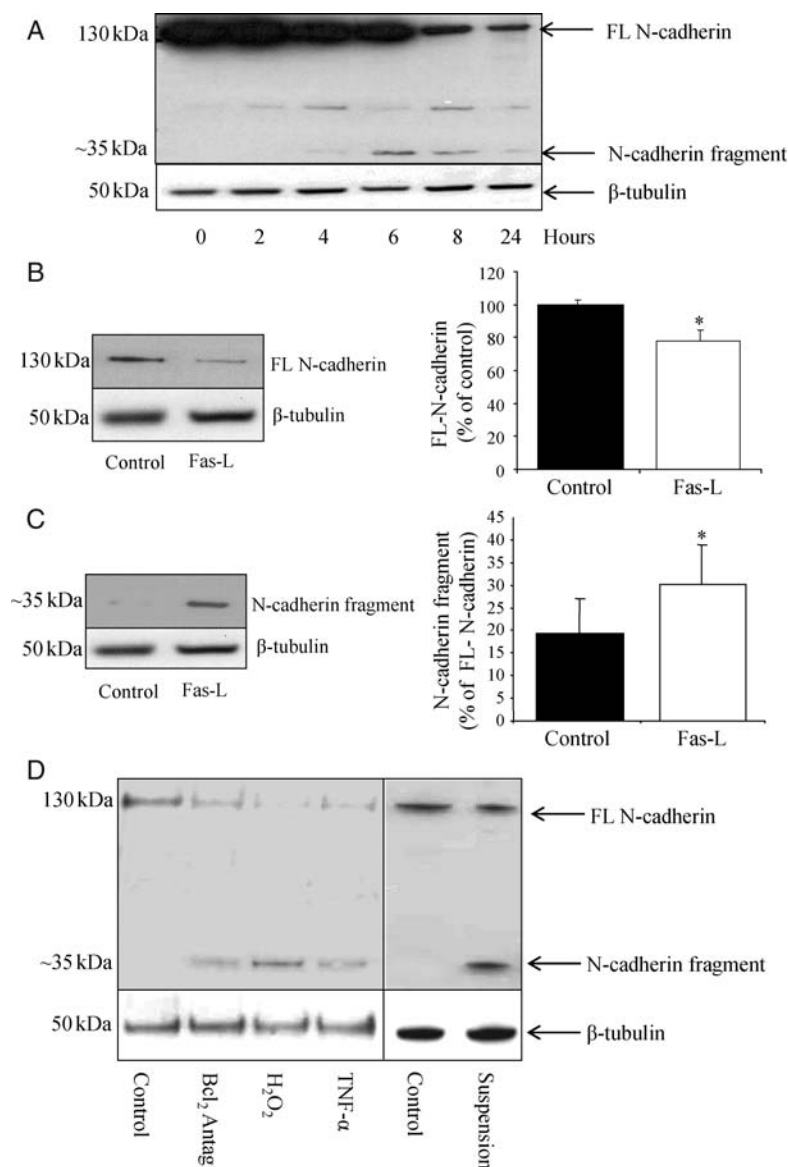 A
130 kDa
FL N-cadherin
~35 kDa
N-cadherin fragment
50 kDa
β-tubulin
0 2 4 6 8 24 Hours
B
130 kDa
FL N-cadherin
50 kDa
β-tubulin
Control Fas-L
FL-N-cadherin
(% of control)
120
100
80
60
40
20
0
*
Control Fas-L
C
~35 kDa
N-cadherin fragment
50 kDa
β-tubulin
Control Fas-L
N-cadherin fragment
(% of FL- N-cadherin)
45
40
35
30
25
20
15
10
5
0
*
Control Fas-L
D
130 kDa
FL N-cadherin
~35 kDa
N-cadherin fragment
50 kDa
β-tubulin
Control
Bcl₂ Antag
H₂O₂
TNF-α
Control
Suspension